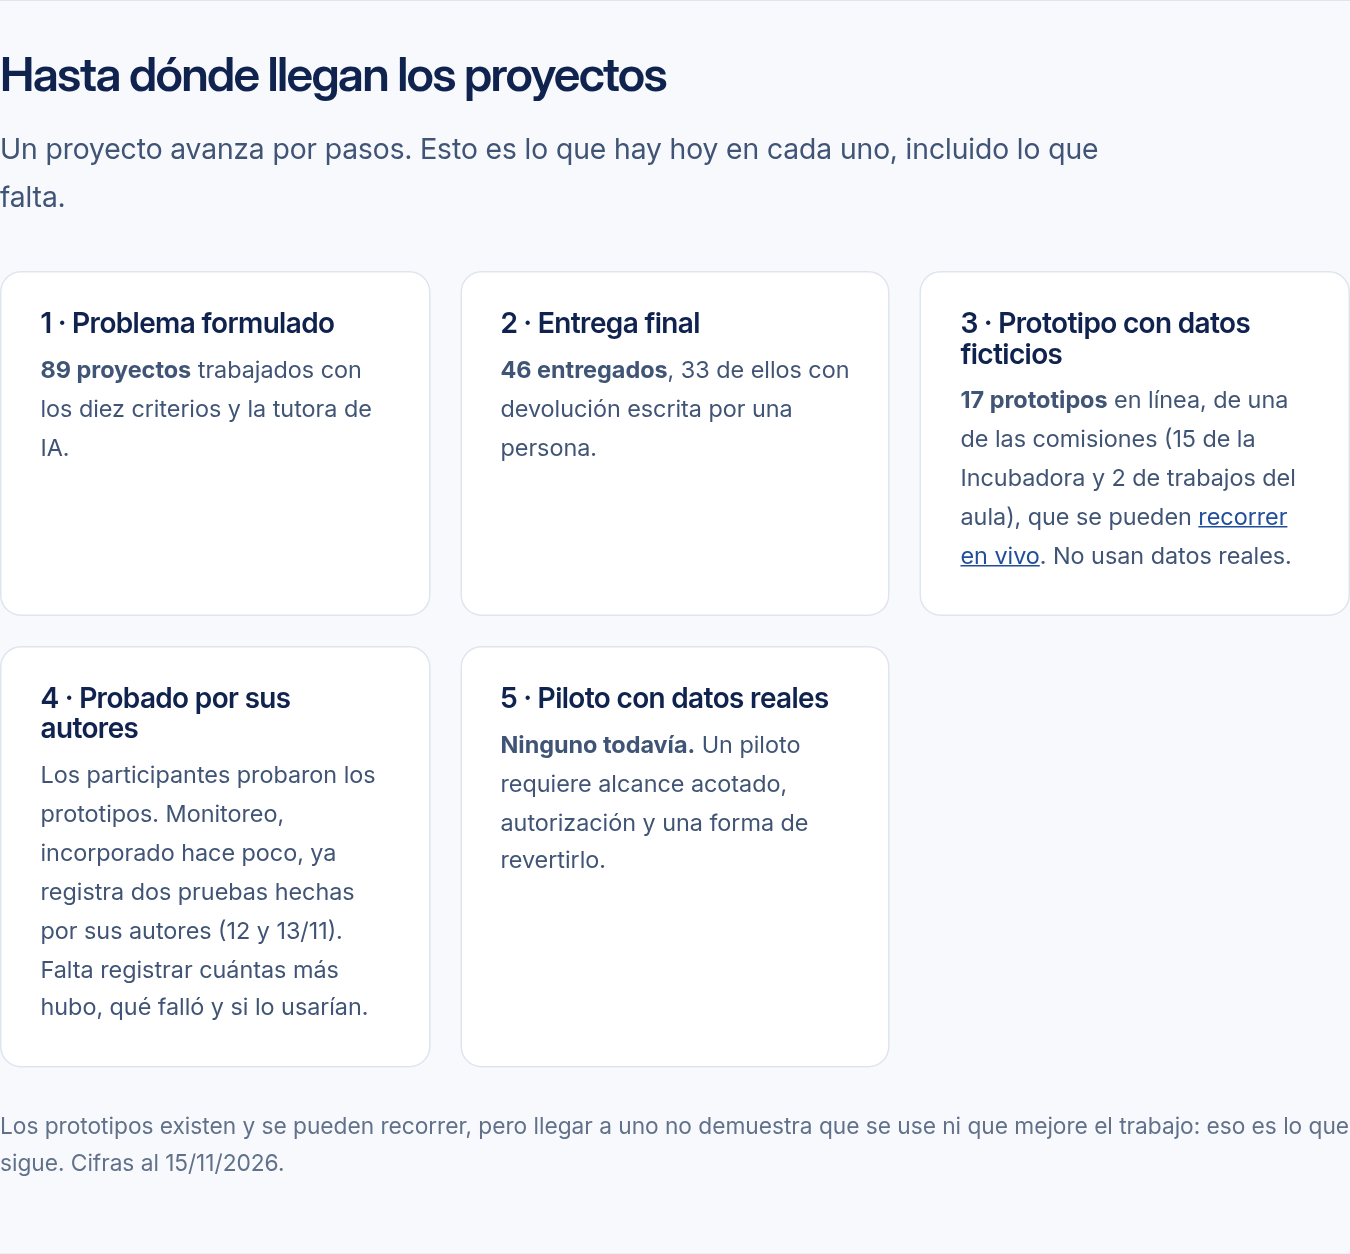 Hasta dónde llegan los proyectos
Un proyecto avanza por pasos. Esto es lo que hay hoy en cada uno, incluido lo que
falta.
1 · Problema formulado
89 proyectos trabajados con
los diez criterios y la tutora de
IA.
2 · Entrega final
46 entregados, 33 de ellos con
devolución escrita por una
persona.
3 · Prototipo con datos
ficticios
17 prototipos en línea, de una
de las comisiones (15 de la
Incubadora y 2 de trabajos del
aula), que se pueden recorrer
en vivo. No usan datos reales.
4 · Probado por sus
autores
Los participantes probaron los
prototipos. Monitoreo,
incorporado hace poco, ya
registra dos pruebas hechas
por sus autores (12 y 13/11).
Falta registrar cuántas más
hubo, qué falló y si lo usarían.
5 · Piloto con datos reales
Ninguno todavía. Un piloto
requiere alcance acotado,
autorización y una forma de
revertirlo.
Los prototipos existen y se pueden recorrer, pero llegar a uno no demuestra que se use ni que mejore el trabajo: eso es lo que
sigue. Cifras al 15/11/2026.